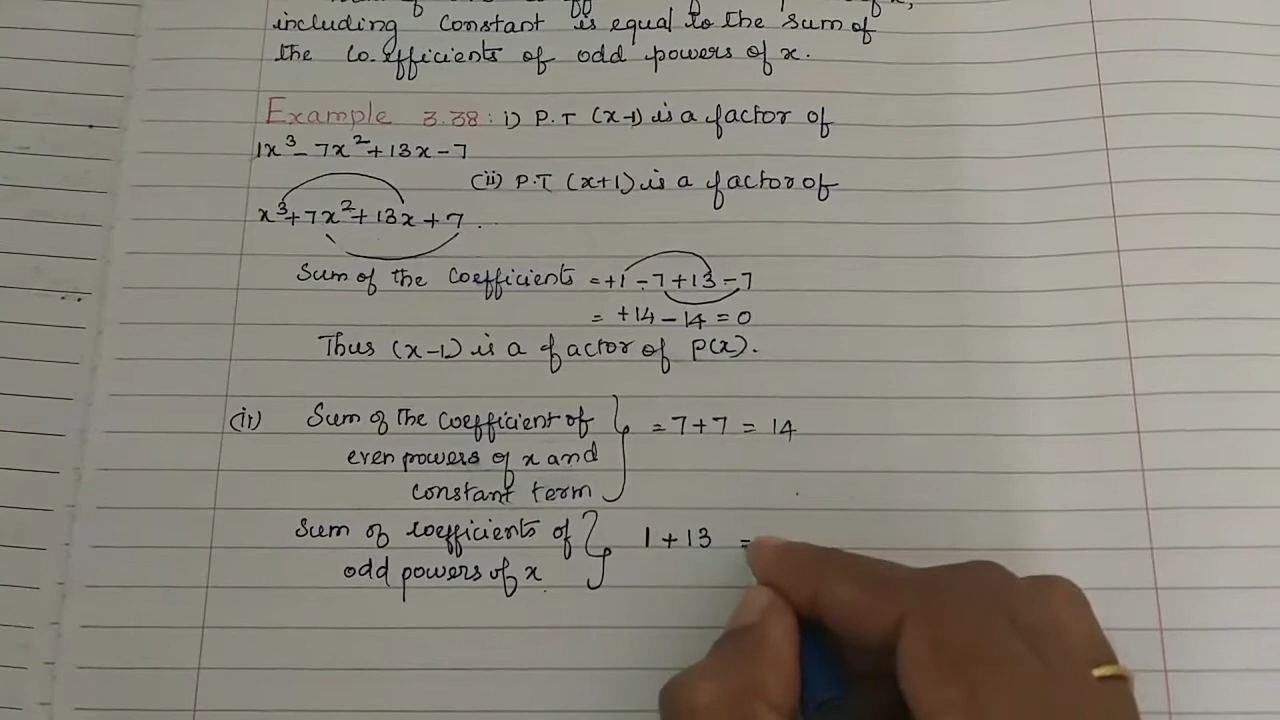 including constant is equal to the sum of
the co.efficients of odd powers of x.
Example 3.38: i) P.T (x-1) is a factor of
1x³-7x²+13x-7
(ii) P.T (x+1) is a factor of
x³+7x²+13x+7
Sum of the coefficients = +1-7+13-7
= +14-14=0
Thus (x-1) is a factor of P(x).
(ii) Sum of the coefficient of } = 7+7 = 14
even powers of x and
constant term
Sum of coefficients of } 1+13 =
odd powers of x